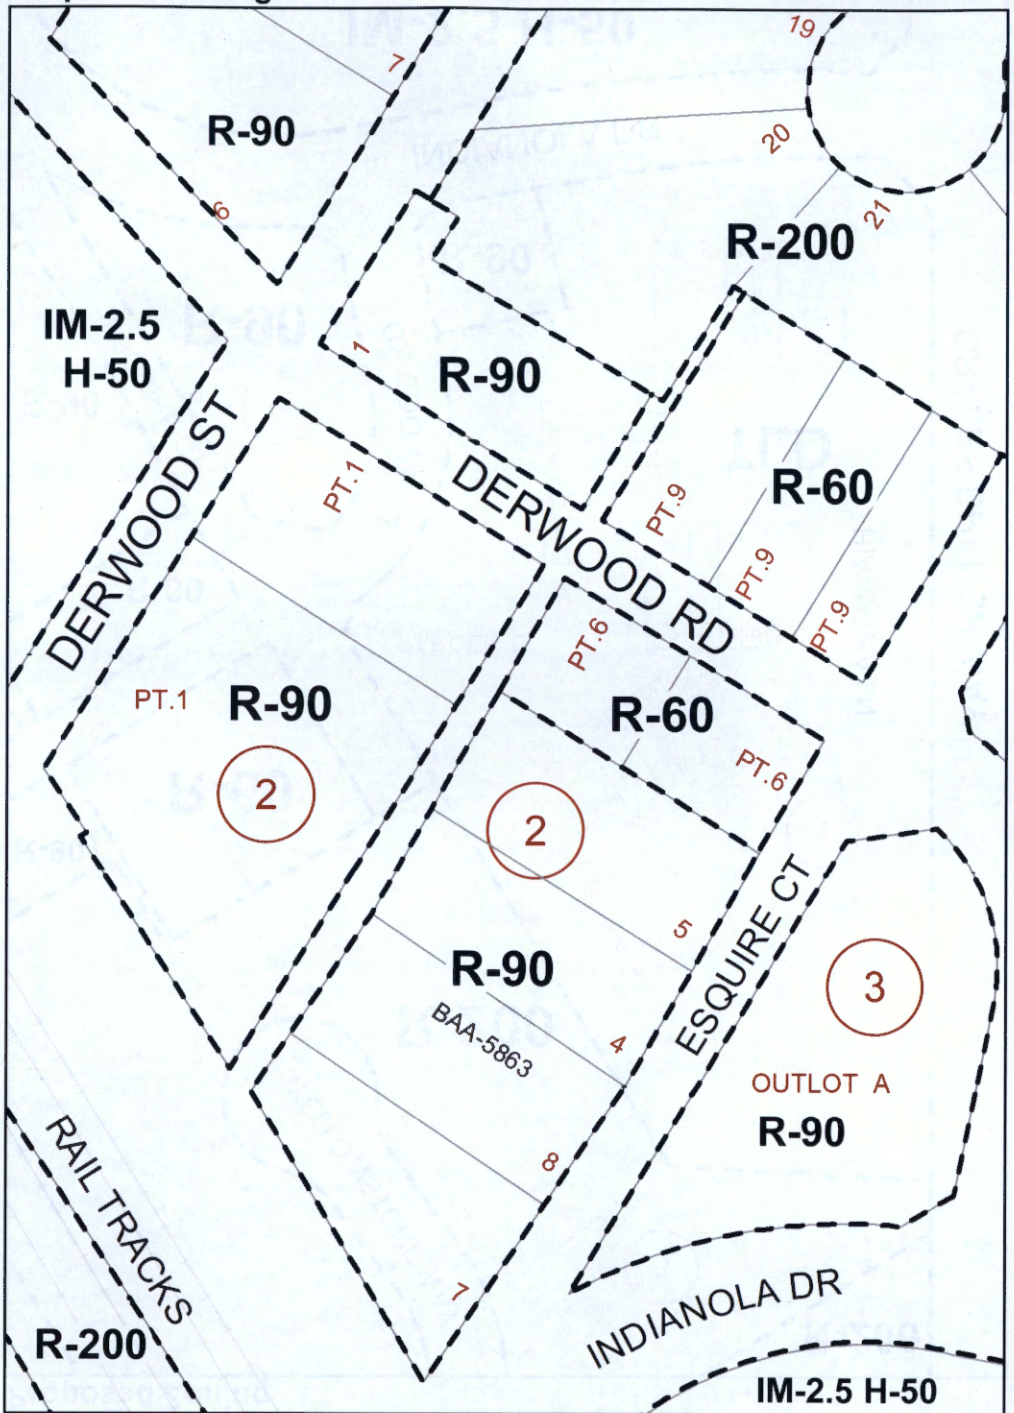 19
7
R-90
20
21
6
R-200
IM-2.5
H-50
1
R-90
DERWOOD ST
PT.1
DERWOOD RD
PT.9
R-60
PT.9
PT.9
PT.6
PT.1
R-90
R-60
PT.6
2
2
5
ESQUIRE CT
R-90
3
BAA-5863
4
OUTLOT A
R-90
RAIL TRACKS
8
7
INDIANOLA DR
R-200
IM-2.5 H-50